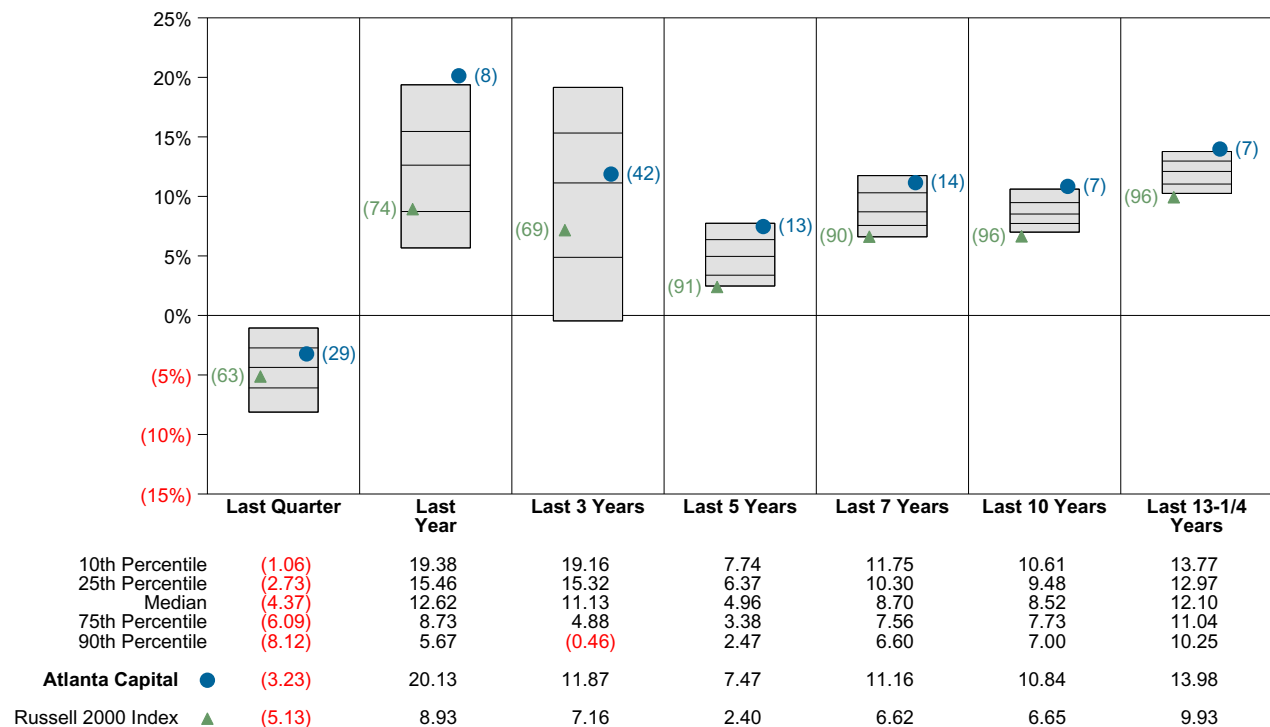 25%
20%
15%
10%
5%
0%
(5%)
(10%)
(15%)
(63) (29)
(74) (8)
(69) (42)
(91) (13)
(90) (14)
(96) (7)
(96) (7)
Last Quarter Last Year Last 3 Years Last 5 Years Last 7 Years Last 10 Years Last 13-1/4 Years
10th Percentile (1.06) 19.38 19.16 7.74 11.75 10.61 13.77
25th Percentile (2.73) 15.46 15.32 6.37 10.30 9.48 12.97
Median (4.37) 12.62 11.13 4.96 8.70 8.52 12.10
75th Percentile (6.09) 8.73 4.88 3.38 7.56 7.73 11.04
90th Percentile (8.12) 5.67 (0.46) 2.47 6.60 7.00 10.25
Atlanta Capital (3.23) 20.13 11.87 7.47 11.16 10.84 13.98
Russell 2000 Index (5.13) 8.93 7.16 2.40 6.62 6.65 9.93